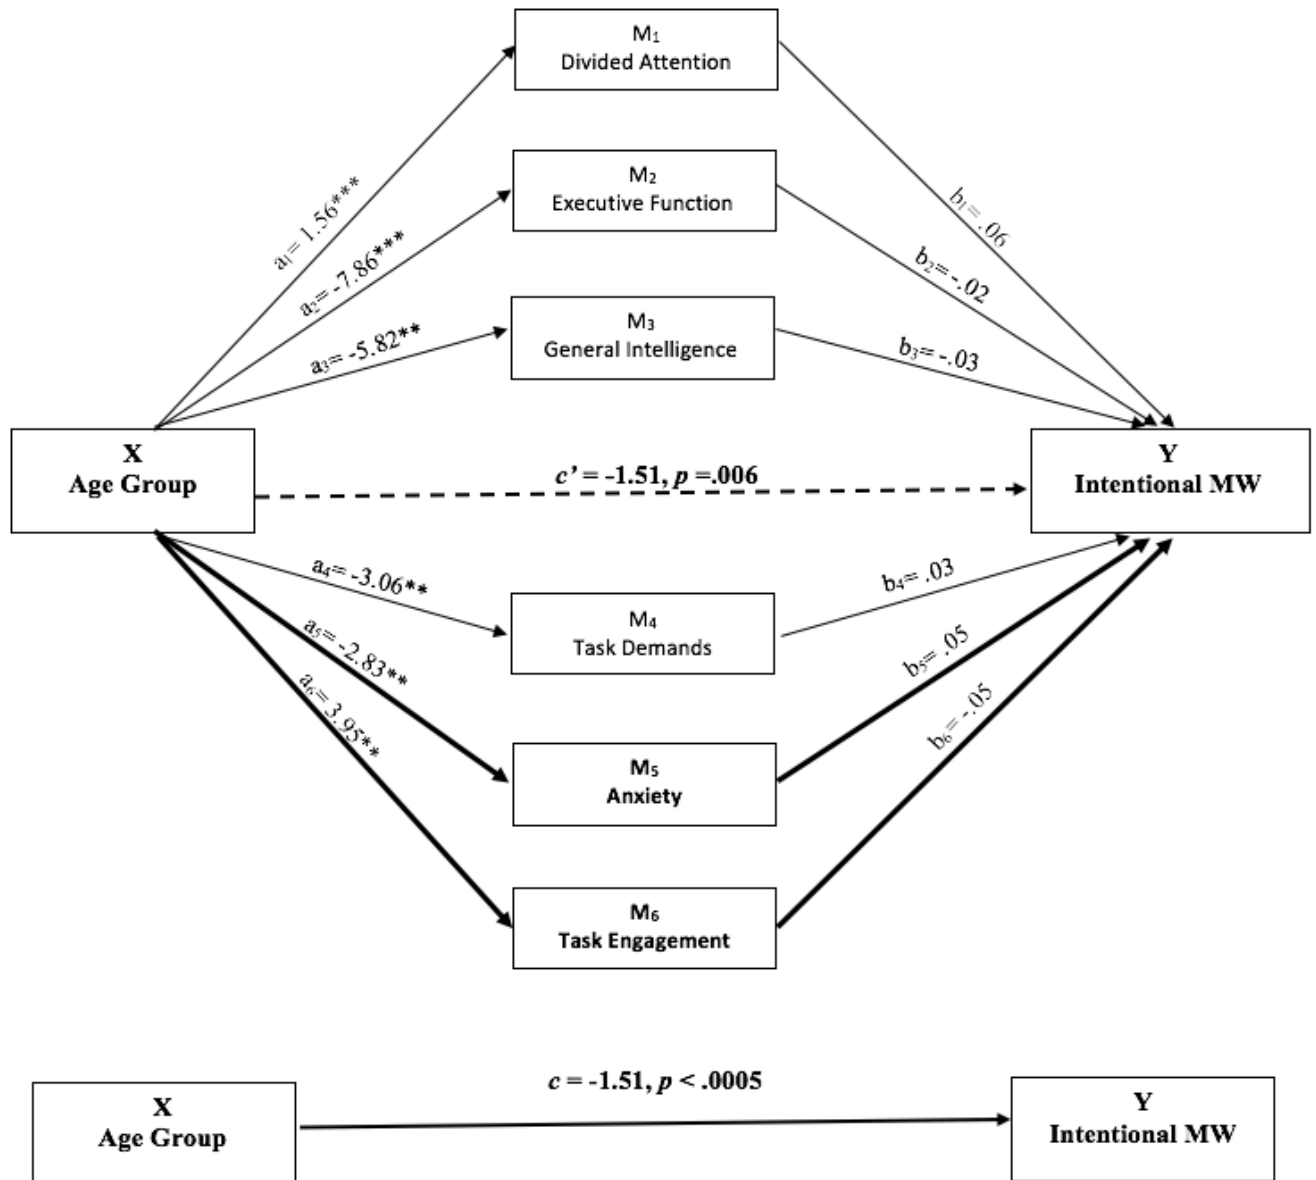 M₁
Divided Attention
a₁= 1.56***
b₁= .06
M₂
Executive Function
a₂= -7.86***
b₂= -.02
M₃
General Intelligence
a₃= -5.82**
b₃= -.03
X
Age Group
c’ = -1.51, p =.006
Y
Intentional MW
a₄= -3.06**
b₄= .03
M₄
Task Demands
a₅= -2.83**
b₅= .05
M₅
Anxiety
a₆= 3.95**
b₆= -.05
M₆
Task Engagement
c = -1.51, p < .0005
X
Age Group
Y
Intentional MW